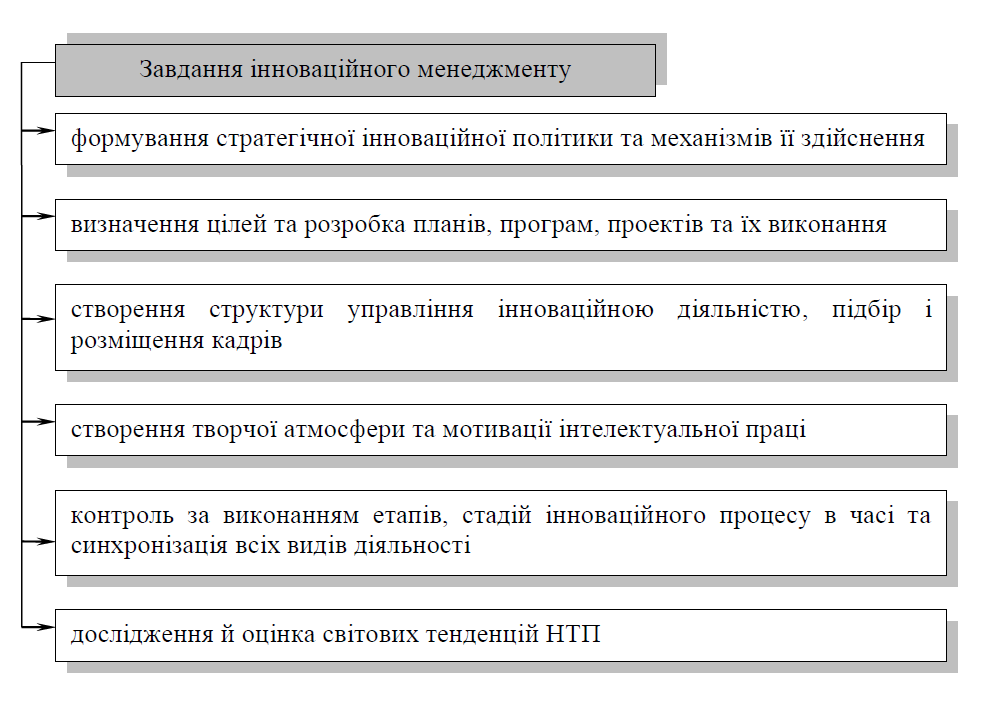 Завдання інноваційного менеджменту
формування стратегічної інноваційної політики та механізмів її здійснення
визначення цілей та розробка планів, програм, проектів та їх виконання
створення структури управління інноваційною діяльністю, підбір і
розміщення кадрів
створення творчої атмосфери та мотивації інтелектуальної праці
контроль за виконанням етапів, стадій інноваційного процесу в часі та
синхронізація всіх видів діяльності
дослідження й оцінка світових тенденцій НТП